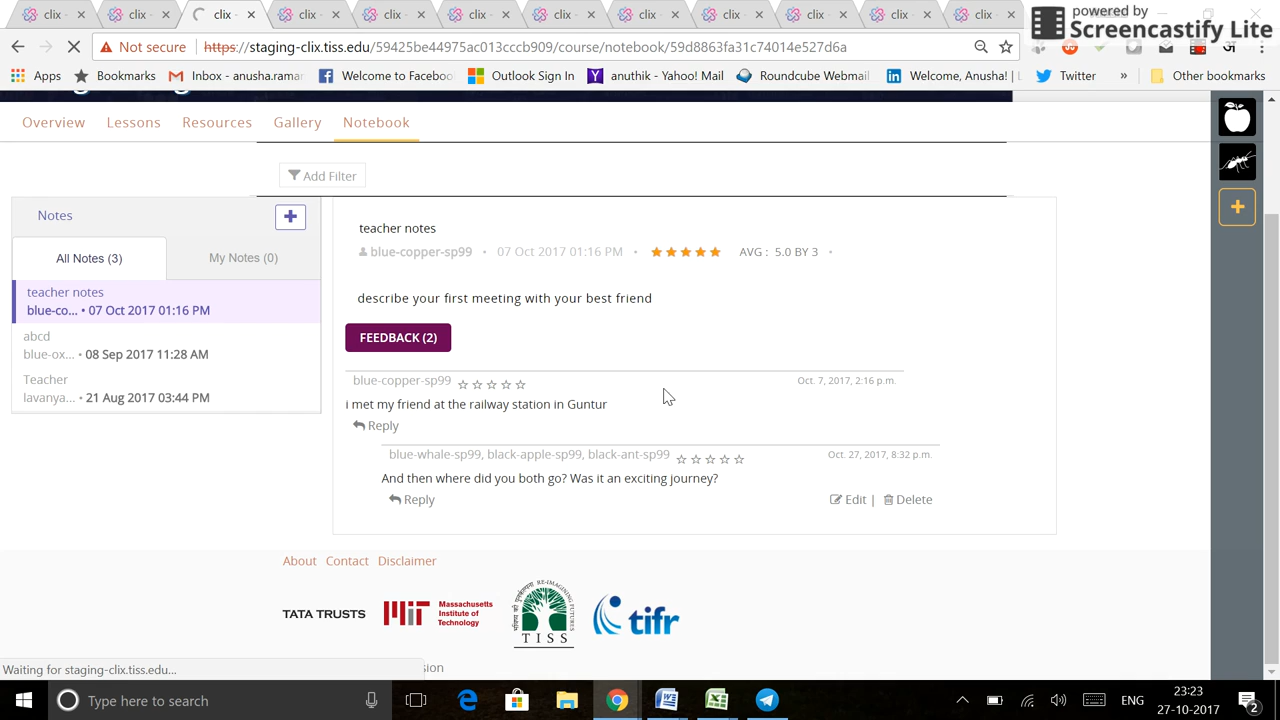 clix
clix
clix
clix
clix
clix
clix
clix
clix
clix
powered by
Screencastify Lite
Not secure
https://staging-clix.tiss.edu
urse/notebook/59d8863fa31c74014e527d6a
Apps
Bookmarks
Inbox - anusha.ramar
Welcome to Faceboo
Outlook Sign In
anuthik - Yahoo! Mail
Roundcube Webmail
Welcome, Anusha! | L
Twitter
»
Other bookmarks
Overview
Lessons
Resources
Gallery
Notebook
Add Filter
Notes
+
All Notes (3)
My Notes (0)
teacher notes
blue-co... • 07 Oct 2017 01:16 PM
abcd
blue-ox... • 08 Sep 2017 11:28 AM
Teacher
lavanya... • 21 Aug 2017 03:44 PM
teacher notes
blue-copper-sp99 • 07 Oct 2017 01:16 PM • AVG : 5.0 BY 3 •
describe your first meeting with your best friend
FEEDBACK (2)
blue-copper-sp99
Oct. 7, 2017, 2:16 p.m.
i met my friend at the railway station in Guntur
Reply
blue-whale-sp99, black-apple-sp99, black-ant-sp99
Oct. 27, 2017, 8:32 p.m.
And then where did you both go? Was it an exciting journey?
Reply
Edit |
Delete
About
Contact
Disclaimer
TATA TRUSTS
Massachusetts
Institute of
Technology
RE-IMAGINING FUTURES
TISS
tifr
Waiting for staging-clix.tiss.edu...
sion
Type here to search
ENG
23:23
27-10-2017
2